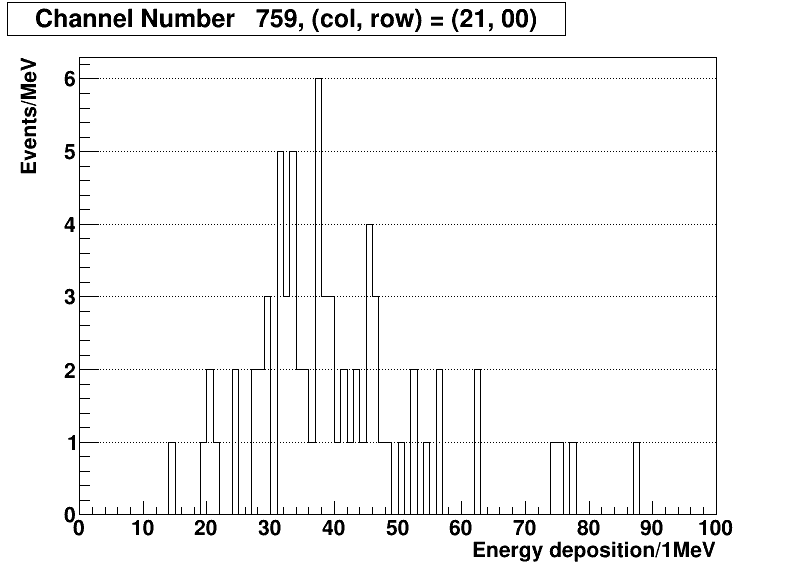 Channel Number 759, (col, row) = (21, 00)
Events/MeV
6
5
4
3
2
1
0
0 10 20 30 40 50 60 70 80 90 100
Energy deposition/1MeV